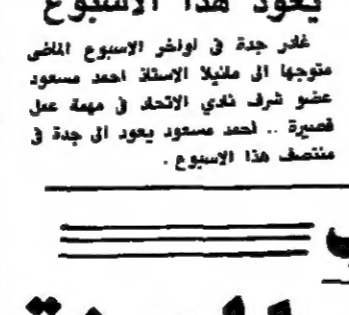 يعود هذا الاسبوع
غادر جدة في اواخر الاسبوع الماضى
متوجها الى مانيلا الاستاذ احمد مسعود
عضو شرف نادي الاتحاد في مهمة عمل
قصيرة .. احمد مسعود يعود الى جدة في
منتصف هذا الاسبوع .